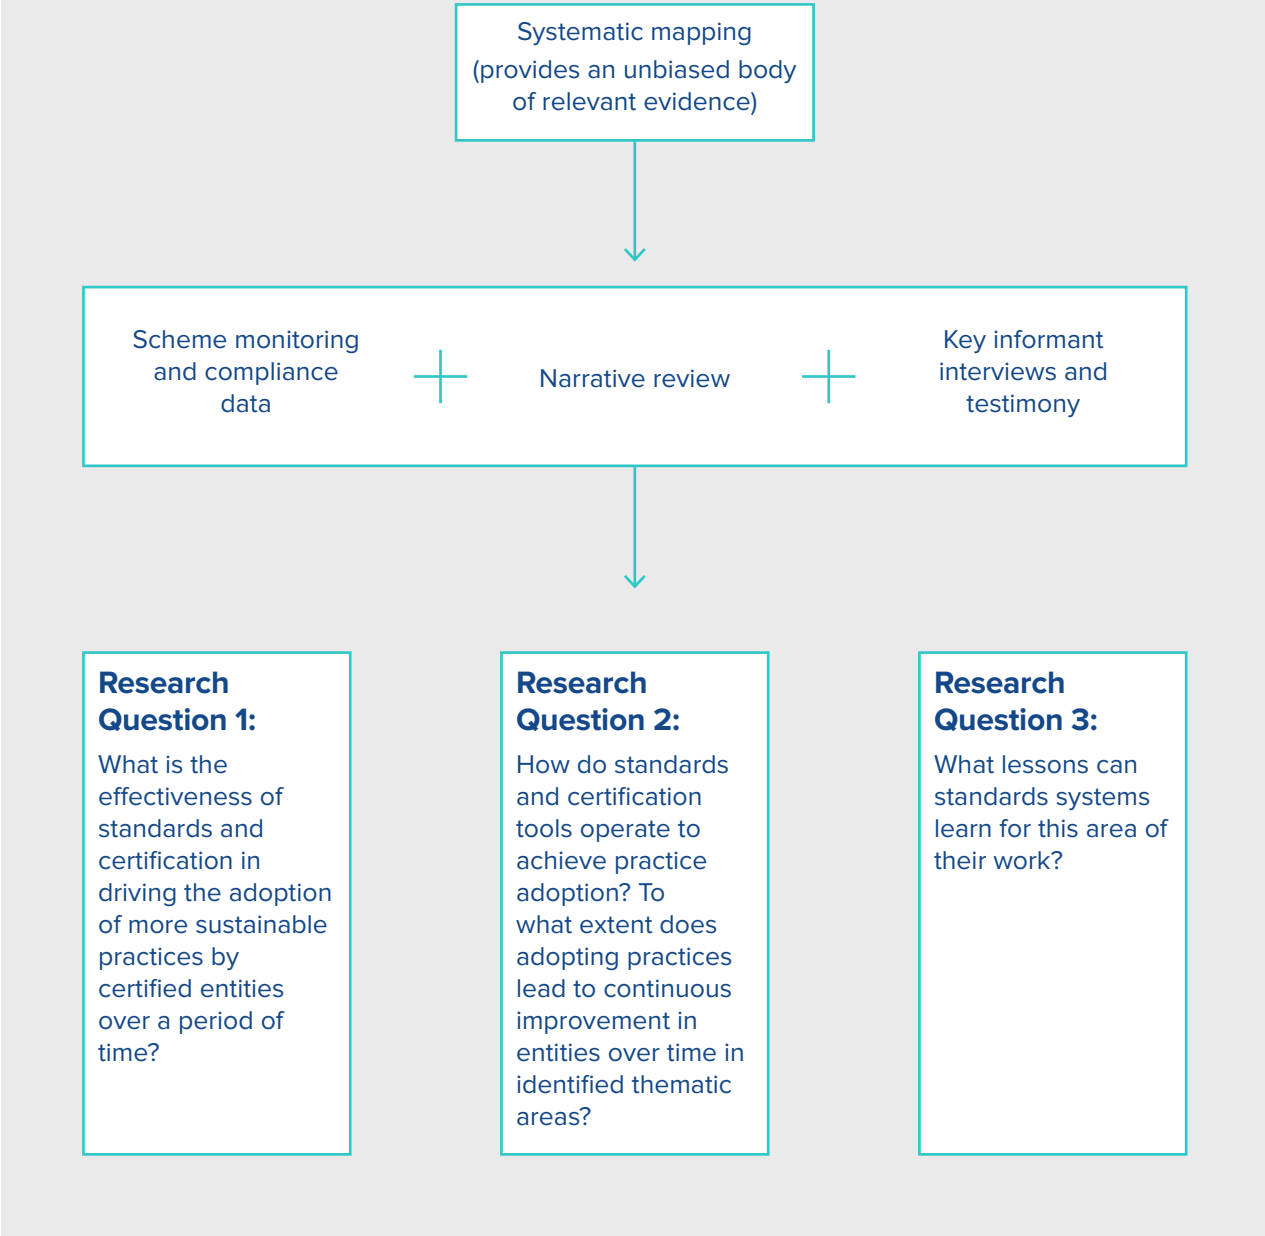 Systematic mapping
(provides an unbiased body
of relevant evidence)
Scheme monitoring
and compliance
data
Narrative review
Key informant
interviews and
testimony
Research
Question 1:
What is the
effectiveness of
standards and
certification in
driving the adoption
of more sustainable
practices by
certified entities
over a period of
time?
Research
Question 2:
How do standards
and certification
tools operate to
achieve practice
adoption? To
what extent does
adopting practices
lead to continuous
improvement in
entities over time in
identified thematic
areas?
Research
Question 3:
What lessons can
standards systems
learn for this area of
their work?